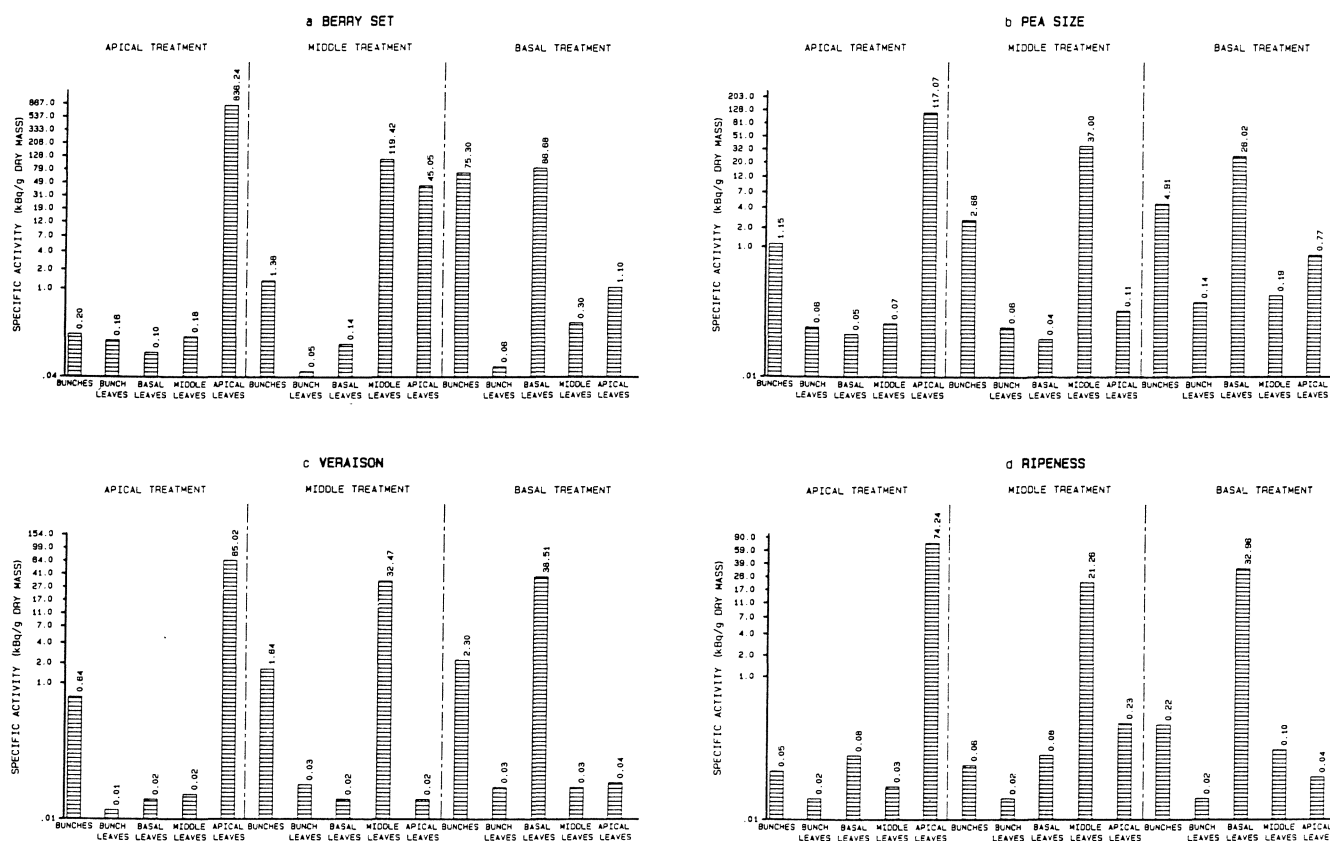 a BERRY SET
APICAL TREATMENT MIDDLE TREATMENT BASAL TREATMENT
SPECIFIC ACTIVITY (kBq/g DRY MASS)
887.0
537.0
333.0
208.0
128.0
79.0
49.0
31.0
19.0
12.0
7.0
4.0
2.0
1.0
.04
0.20 0.18 0.10 0.18 838.24 1.38 0.05 0.14 119.42 45.05 75.30 0.06 88.68 0.30 1.10
BUNCHES BUNCH BASAL MIDDLE APICAL BUNCHES BUNCH BASAL MIDDLE APICAL BUNCHES BUNCH BASAL MIDDLE APICAL
LEAVES LEAVES LEAVES LEAVES LEAVES LEAVES LEAVES LEAVES LEAVES LEAVES LEAVES LEAVES
b PEA SIZE
APICAL TREATMENT MIDDLE TREATMENT BASAL TREATMENT
SPECIFIC ACTIVITY (kBq/g DRY MASS)
203.0
128.0
81.0
51.0
32.0
20.0
12.0
7.0
4.0
2.0
1.0
.01
1.15 0.06 0.05 0.07 117.07 2.68 0.06 0.04 37.00 0.11 4.91 0.14 26.02 0.19 0.77
BUNCHES BUNCH BASAL MIDDLE APICAL BUNCHES BUNCH BASAL MIDDLE APICAL BUNCHES BUNCH BASAL MIDDLE APICAL
LEAVES LEAVES LEAVES LEAVES LEAVES LEAVES LEAVES LEAVES LEAVES LEAVES LEAVES LEAVES
c VERAISON
APICAL TREATMENT MIDDLE TREATMENT BASAL TREATMENT
SPECIFIC ACTIVITY (kBq/g DRY MASS)
154.0
99.0
64.0
41.0
27.0
17.0
11.0
7.0
4.0
2.0
1.0
.01
0.64 0.01 0.02 0.02 85.02 1.64 0.03 0.02 32.47 0.02 2.30 0.03 38.51 0.03 0.04
BUNCHES BUNCH BASAL MIDDLE APICAL BUNCHES BUNCH BASAL MIDDLE APICAL BUNCHES BUNCH BASAL MIDDLE APICAL
LEAVES LEAVES LEAVES LEAVES LEAVES LEAVES LEAVES LEAVES LEAVES LEAVES LEAVES LEAVES
d RIPENESS
APICAL TREATMENT MIDDLE TREATMENT BASAL TREATMENT
SPECIFIC ACTIVITY (kBq/g DRY MASS)
90.0
59.0
40.0
26.0
17.0
11.0
7.0
4.0
2.0
1.0
.01
0.05 0.02 0.08 0.03 74.24 0.06 0.02 0.08 21.26 0.23 0.22 0.02 32.96 0.10 0.04
BUNCHES BUNCH BASAL MIDDLE APICAL BUNCHES BUNCH BASAL MIDDLE APICAL BUNCHES BUNCH BASAL MIDDLE APICAL
LEAVES LEAVES LEAVES LEAVES LEAVES LEAVES LEAVES LEAVES LEAVES LEAVES LEAVES LEAVES